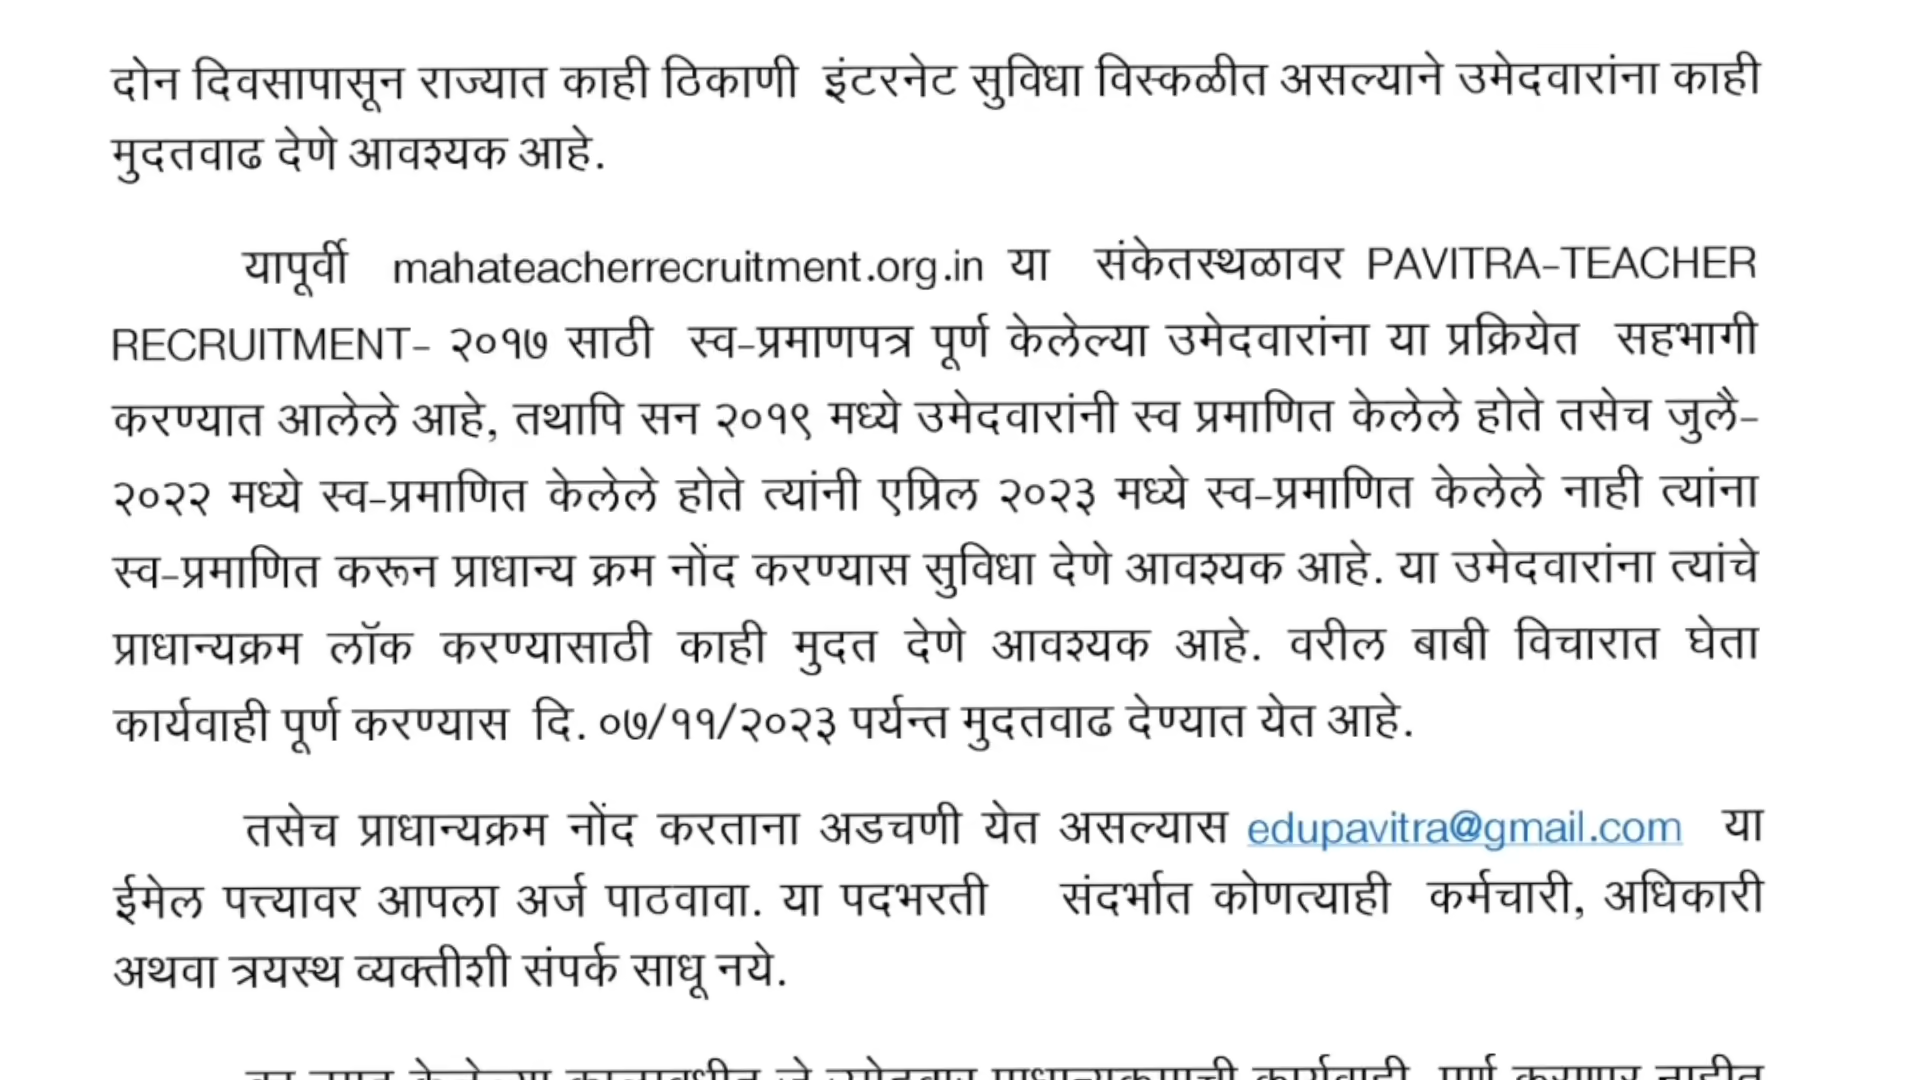 दोन दिवसापासून राज्यात काही ठिकाणी इंटरनेट सुविधा विस्कळीत असल्याने उमेदवारांना काही
मुदतवाढ देणे आवश्यक आहे.
यापूर्वी mahateacherrecruitment.org.in या संकेतस्थळावर PAVITRA-TEACHER
RECRUITMENT- २०१७ साठी स्व-प्रमाणपत्र पूर्ण केलेल्या उमेदवारांना या प्रक्रियेत सहभागी
करण्यात आलेले आहे, तथापि सन २०१९ मध्ये उमेदवारांनी स्व प्रमाणित केलेले होते तसेच जुलै-
२०२२ मध्ये स्व-प्रमाणित केलेले होते त्यांनी एप्रिल २०२३ मध्ये स्व-प्रमाणित केलेले नाही त्यांना
स्व-प्रमाणित करून प्राधान्य क्रम नोंद करण्यास सुविधा देणे आवश्यक आहे. या उमेदवारांना त्यांचे
प्राधान्यक्रम लॉक करण्यासाठी काही मुदत देणे आवश्यक आहे. वरील बाबी विचारात घेता
कार्यवाही पूर्ण करण्यास दि. ०७/११/२०२३ पर्यन्त मुदतवाढ देण्यात येत आहे.
तसेच प्राधान्यक्रम नोंद करताना अडचणी येत असल्यास edupavitra@gmail.com या
ईमेल पत्त्यावर आपला अर्ज पाठवावा. या पदभरती संदर्भात कोणत्याही कर्मचारी, अधिकारी
अथवा त्रयस्थ व्यक्तीशी संपर्क साधू नये.